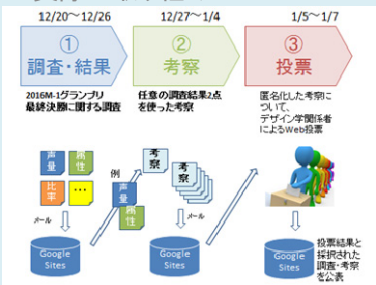 12/20～12/26
12/27～1/4
1/5～1/7
①
調査・結果
②
考察
③
投票
2016M-1グランプリ
最終決勝に関する調査
任意の調査結果2点
を使った考察
匿名化した考察に
ついて、
デザイン学関係者
によるWeb投票
声量
属性
比率
…
例
声量
属性
考察
考察
メール
メール
Google
Sites
Google
Sites
Google
Sites
投票結果と
採択された
調査・考察
を公表